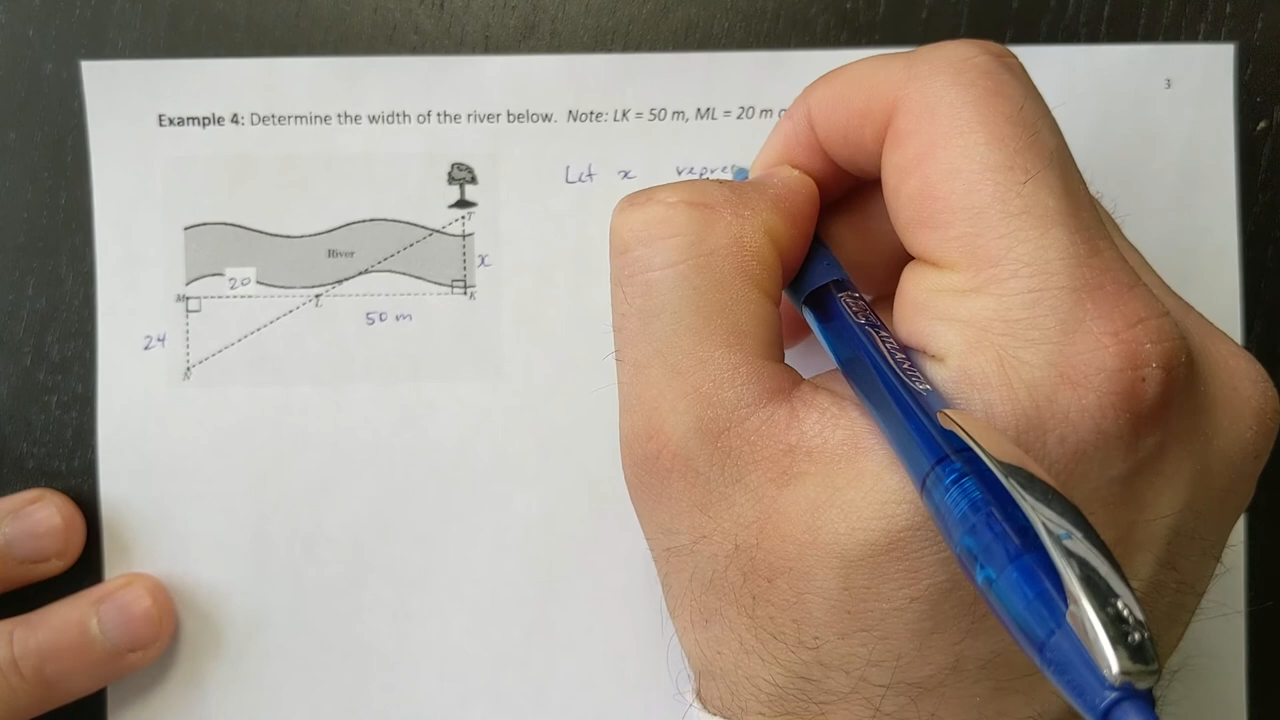 3
Example 4: Determine the width of the river below. Note: LK = 50 m, ML = 20 m
Let x repres
T
River
x
20
M
L
K
50 m
24
N
ATLANTIS